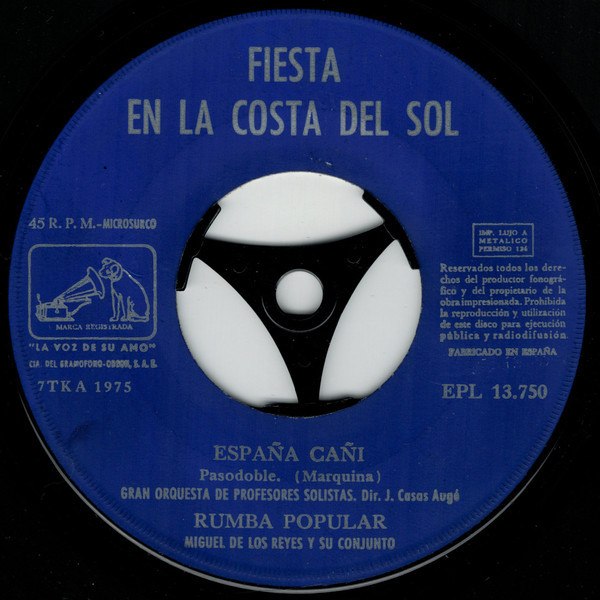 FIESTA
EN LA COSTA DEL SOL
45 R. P. M.-MICROSURCO
IMP. LUJO A
METALICO
PERMISO 134
MARCA REGISTRADA
"LA VOZ DE SU AMO"
CIA. DEL GRAMOFONO-ODEON, S. A. E.
7TKA 1975
Reservados todos los dere-
chos del productor fonográ-
fico y del propietario de la
obra impresionada. Prohibida
la reproducción y utilización
de este disco para ejecución
pública y radiodifusión.
FABRICADO EN ESPAÑA
EPL 13.750
ESPAÑA CAÑI
Pasodoble. (Marquina)
GRAN ORQUESTA DE PROFESORES SOLISTAS. Dir. J. Casas Augé
RUMBA POPULAR
MIGUEL DE LOS REYES Y SU CONJUNTO